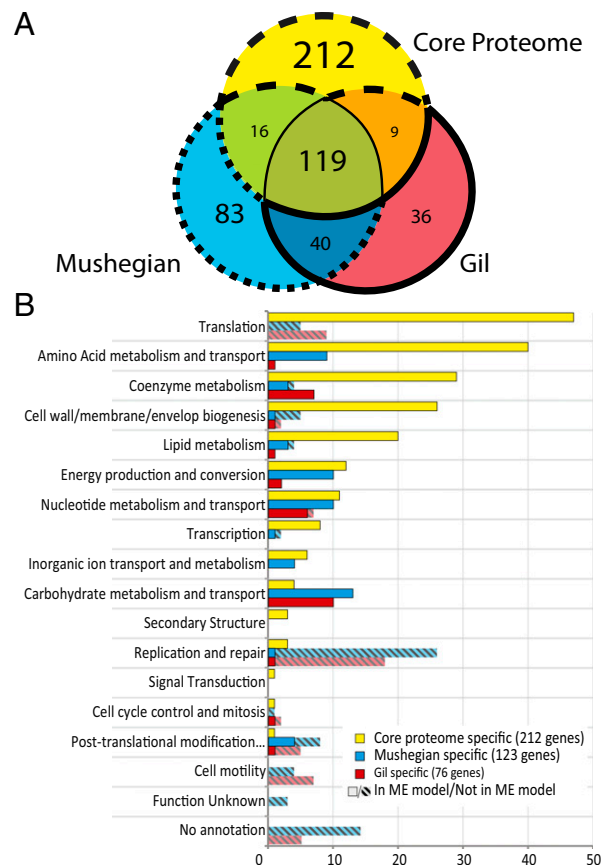 A
212
Core Proteome
16
9
119
83
36
40
Mushegian
Gil
B
Translation
Amino Acid metabolism and transport
Coenzyme metabolism
Cell wall/membrane/envelop biogenesis
Lipid metabolism
Energy production and conversion
Nucleotide metabolism and transport
Transcription
Inorganic ion transport and metabolism
Carbohydrate metabolism and transport
Secondary Structure
Replication and repair
Signal Transduction
Cell cycle control and mitosis
Post-translational modification...
Cell motility
Function Unknown
No annotation
Core proteome specific (212 genes)
Mushegian specific (123 genes)
Gil specific (76 genes)
/ In ME model/Not in ME model
0 10 20 30 40 50